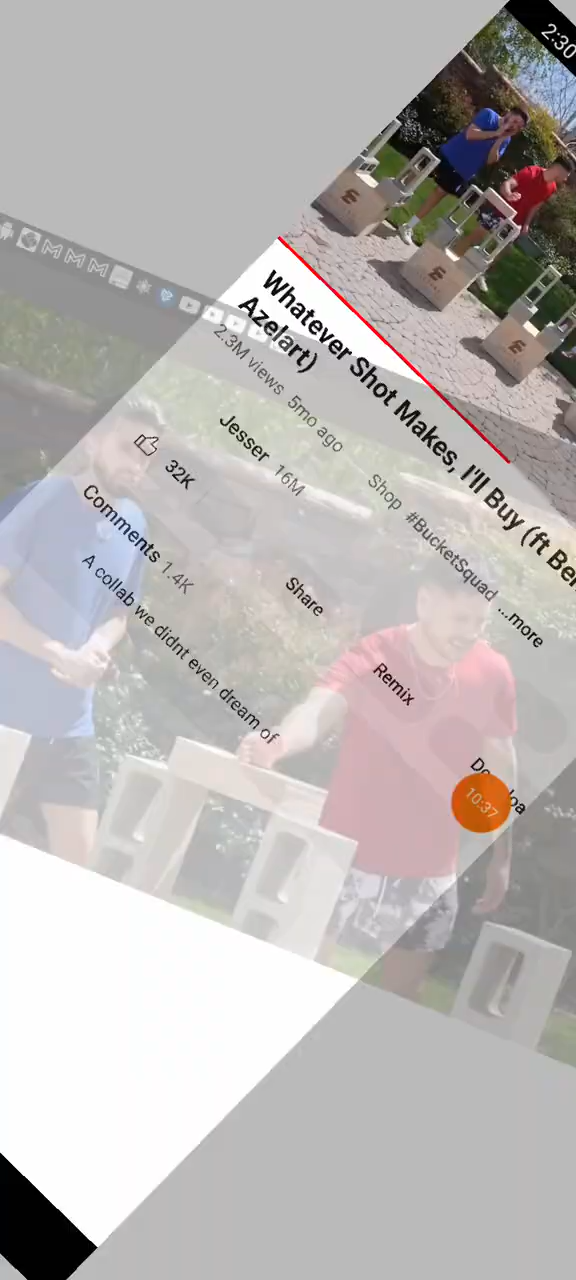 2:30
Whatever Shot Makes, I'll Buy (ft Ben
Azelart)
2.3M views 5mo ago Shop #BucketSquad ...more
Jesser 16M
32K
Share
Remix
Comments 1.4K
A collab we didnt even dream of
10:37